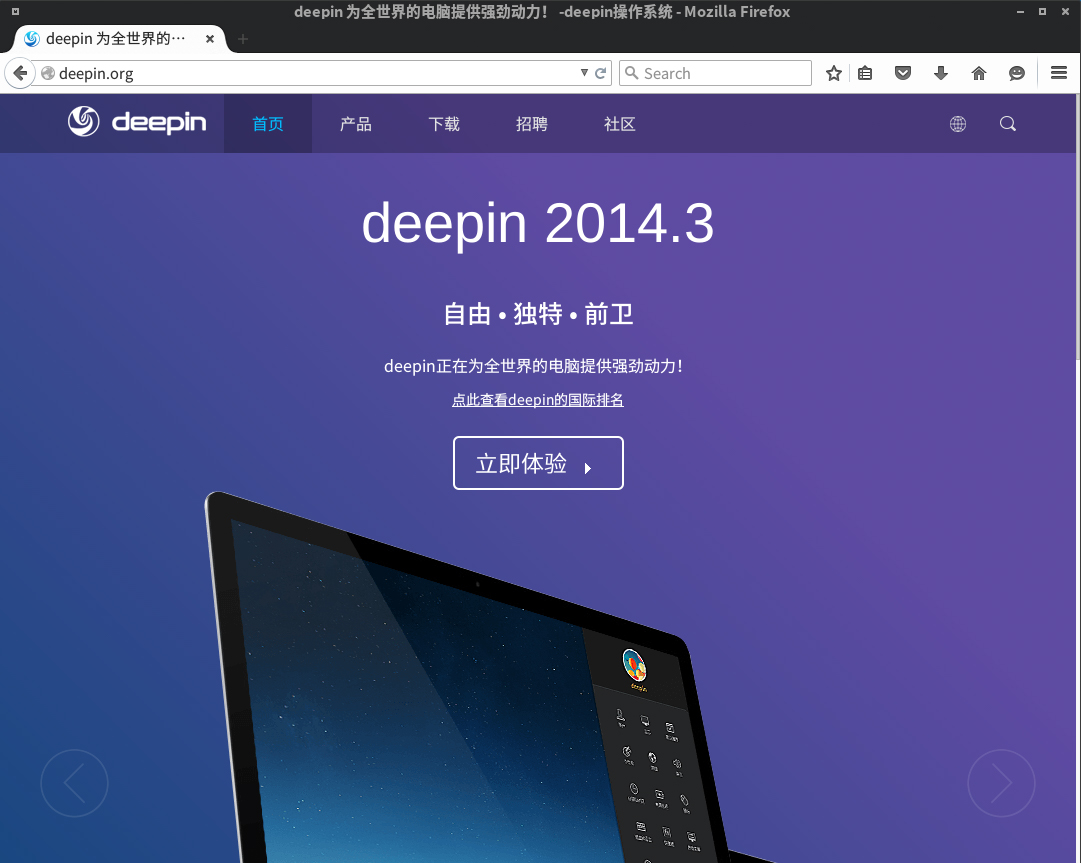 deepin 为全世界的电脑提供强劲动力！ -deepin操作系统 - Mozilla Firefox
deepin 为全世界的…
deepin.org
Search
deepin 首页 产品 下载 招聘 社区
deepin 2014.3
自由 • 独特 • 前卫
deepin正在为全世界的电脑提供强劲动力！
点此查看deepin的国际排名
立即体验
deepin